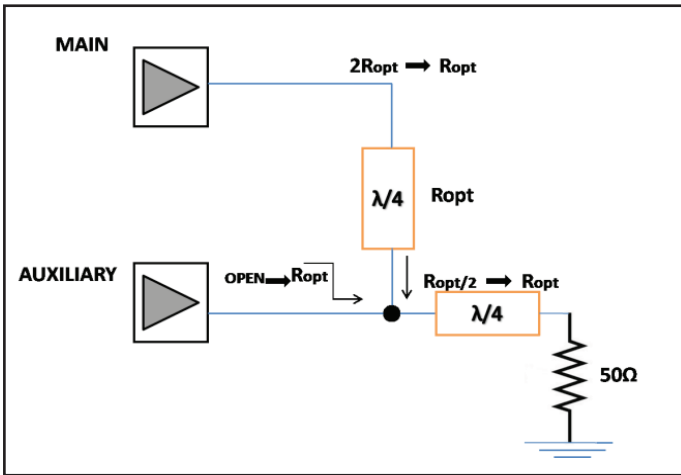 MAIN
2Ropt ➡ Ropt
λ/4
Ropt
AUXILIARY
OPEN➡Ropt
Ropt/2 ➡ Ropt
λ/4
50Ω